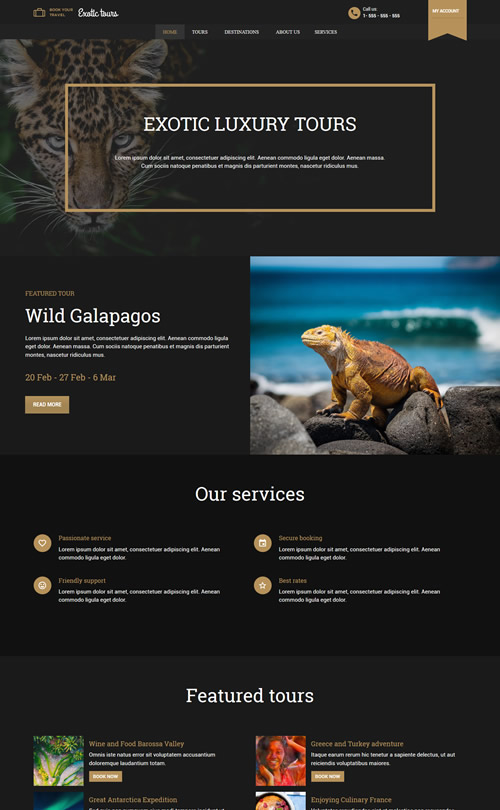 BOOK YOUR
TRAVEL
Exotic tours
Call us
1- 555 - 555 - 555
MY ACCOUNT
HOME TOURS DESTINATIONS ABOUT US SERVICES
EXOTIC LUXURY TOURS
Lorem ipsum dolor sit amet, consectetuer adipiscing elit. Aenean commodo ligula eget dolor. Aenean massa.
Cum sociis natoque penatibus et magnis dis parturient montes, nascetur ridiculus mus.
FEATURED TOUR
Wild Galapagos
Lorem ipsum dolor sit amet, consectetuer adipiscing elit. Aenean commodo ligula
eget dolor. Aenean massa. Cum sociis natoque penatibus et magnis dis parturient
montes, nascetur ridiculus mus.
20 Feb - 27 Feb - 6 Mar
READ MORE
Our services
Passionate service
Lorem ipsum dolor sit amet, consectetuer adipiscing elit. Aenean
commodo ligula eget dolor.
Secure booking
Lorem ipsum dolor sit amet, consectetuer adipiscing elit. Aenean
commodo ligula eget dolor.
Friendly support
Lorem ipsum dolor sit amet, consectetuer adipiscing elit. Aenean
commodo ligula eget dolor.
Best rates
Lorem ipsum dolor sit amet, consectetuer adipiscing elit. Aenean
commodo ligula eget dolor.
Featured tours
Wine and Food Barossa Valley
Omnis iste natus error sit voluptatem accusantium
doloremque laudantium totam.
BOOK NOW
Greece and Turkey adventure
Itaque earum rerum hic tenetur a sapiente delectus, ut aut
reiciendis voluptatibus maiores.
BOOK NOW
Great Antarctica Expedition
Enjoying Culinary France